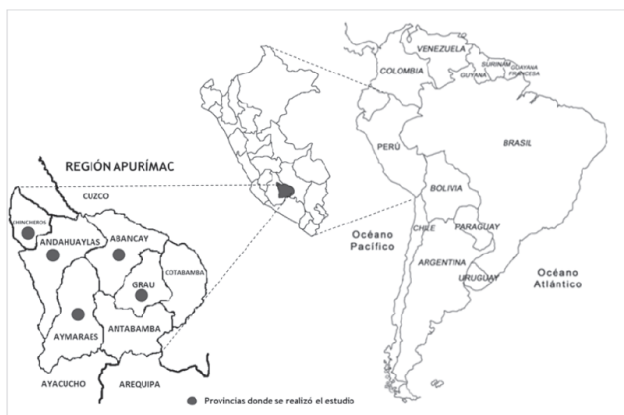 REGIÓN APURÍMAC
CUZCO
CHINCHEROS
ANDAHUAYLAS
ABANCAY
COTABAMBA
GRAU
AYMARAES
ANTABAMBA
AYACUCHO
AREQUIPA
Provincias donde se realizó el estudio
VENEZUELA
COLOMBIA
GUYANA
SURINAM
GUAYANA
FRANCESA
PERÚ
BRASIL
BOLIVIA
Océano
Pacífico
CHILE
PARAGUAY
ARGENTINA
URUGUAY
Océano
Atlántico